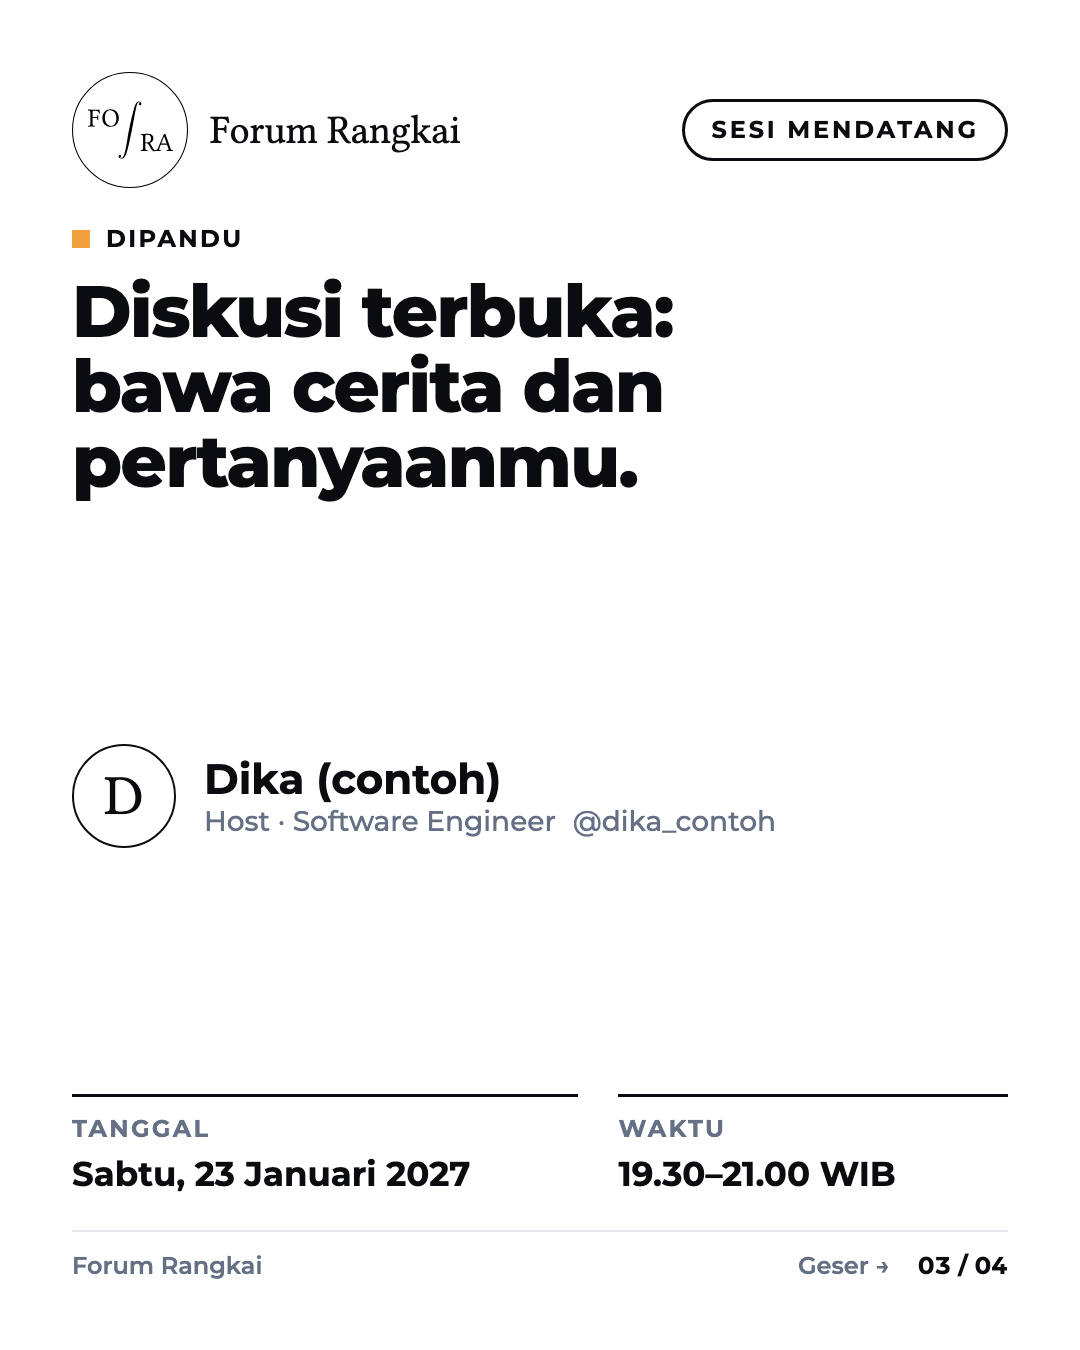 FO∫RA
Forum Rangkai
SESI MENDATANG
DIPANDU
Diskusi terbuka:
bawa cerita dan
pertanyaanmu.
D
Dika (contoh)
Host · Software Engineer @dika_contoh
TANGGAL
Sabtu, 23 Januari 2027
WAKTU
19.30–21.00 WIB
Forum Rangkai
Geser → 03 / 04